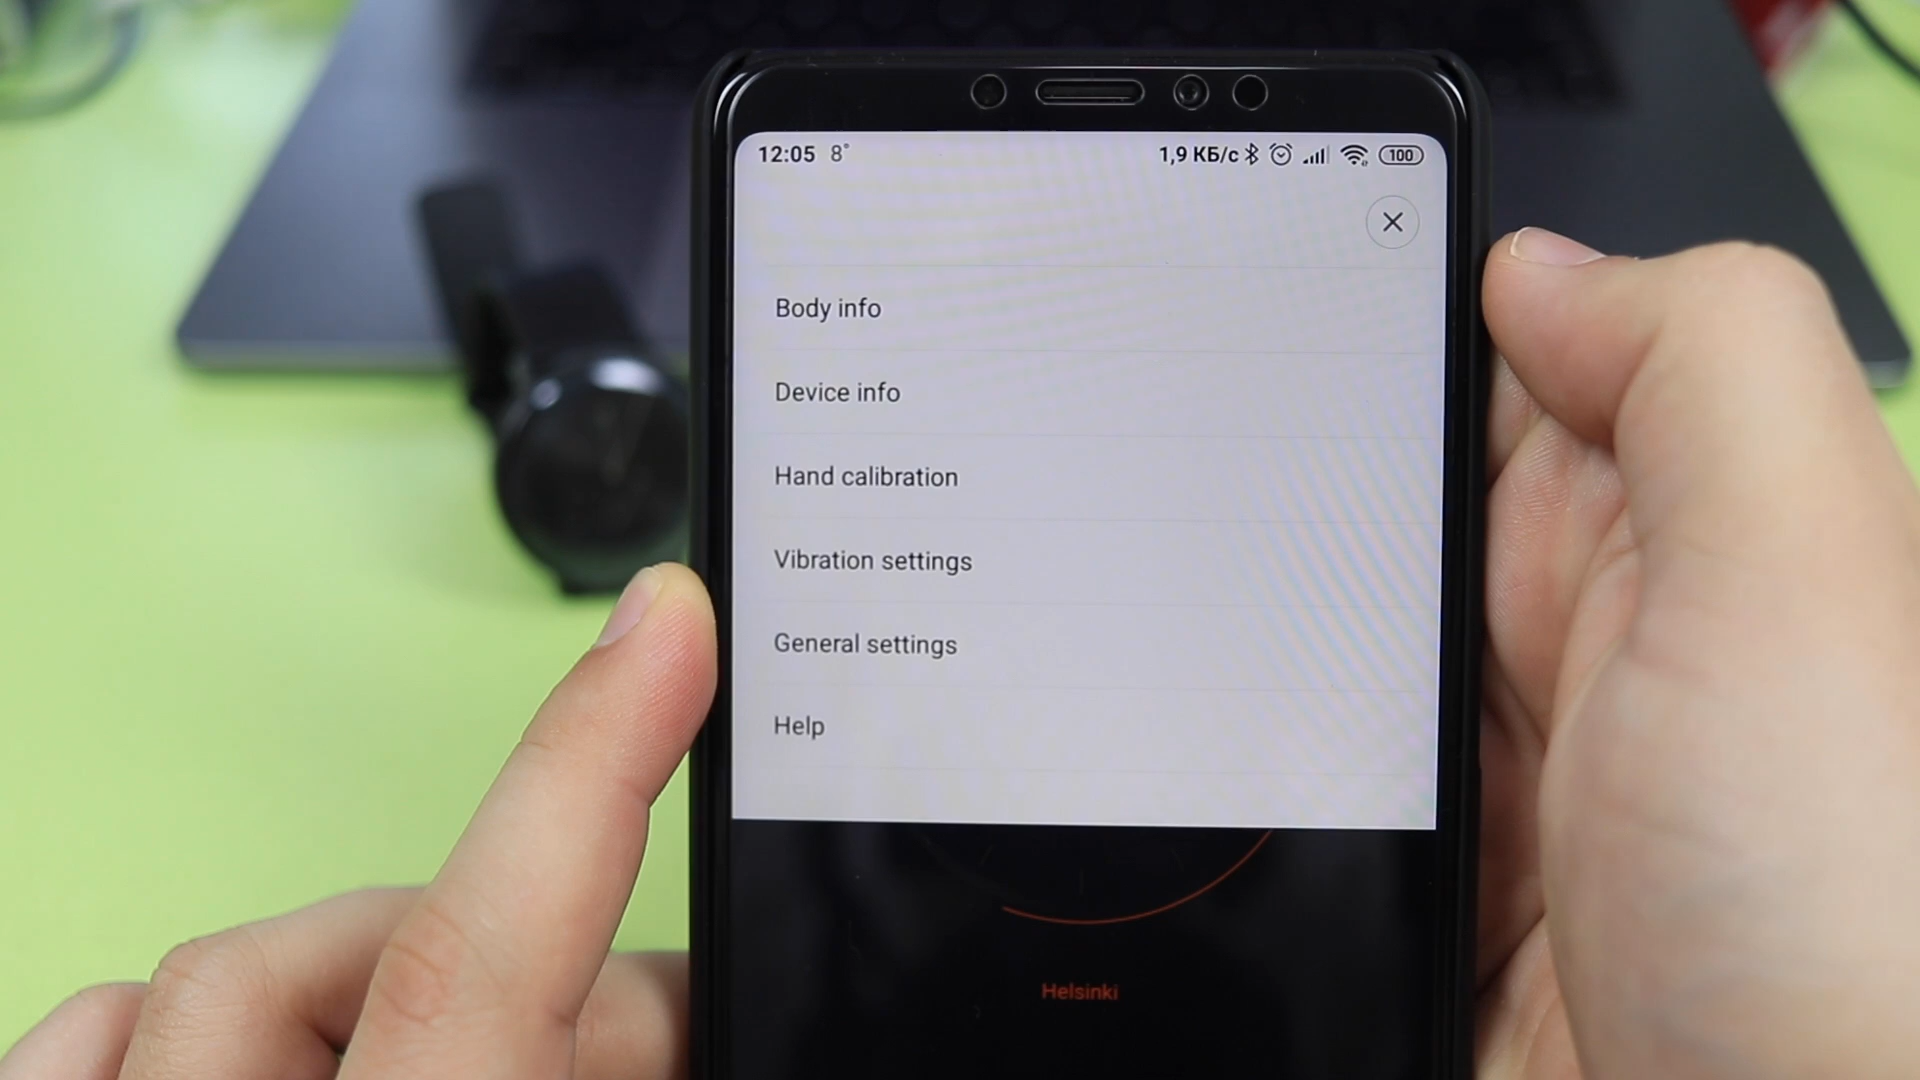 12:05 8° 1,9 КБ/с 100
Body info
Device info
Hand calibration
Vibration settings
General settings
Help
Helsinki